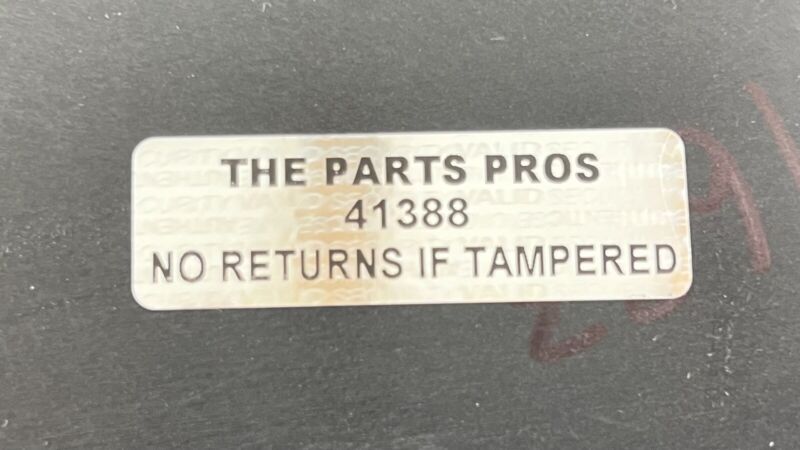 THE PARTS PROS
41388
NO RETURNS IF TAMPERED